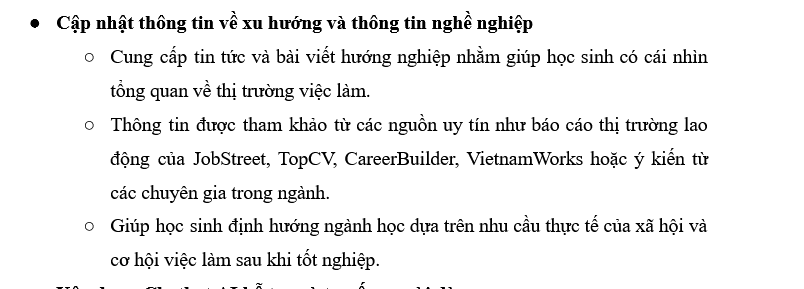 ● Cập nhật thông tin về xu hướng và thông tin nghề nghiệp
○ Cung cấp tin tức và bài viết hướng nghiệp nhằm giúp học sinh có cái nhìn
tổng quan về thị trường việc làm.
○ Thông tin được tham khảo từ các nguồn uy tín như báo cáo thị trường lao
động của JobStreet, TopCV, CareerBuilder, VietnamWorks hoặc ý kiến từ
các chuyên gia trong ngành.
○ Giúp học sinh định hướng ngành học dựa trên nhu cầu thực tế của xã hội và
cơ hội việc làm sau khi tốt nghiệp.